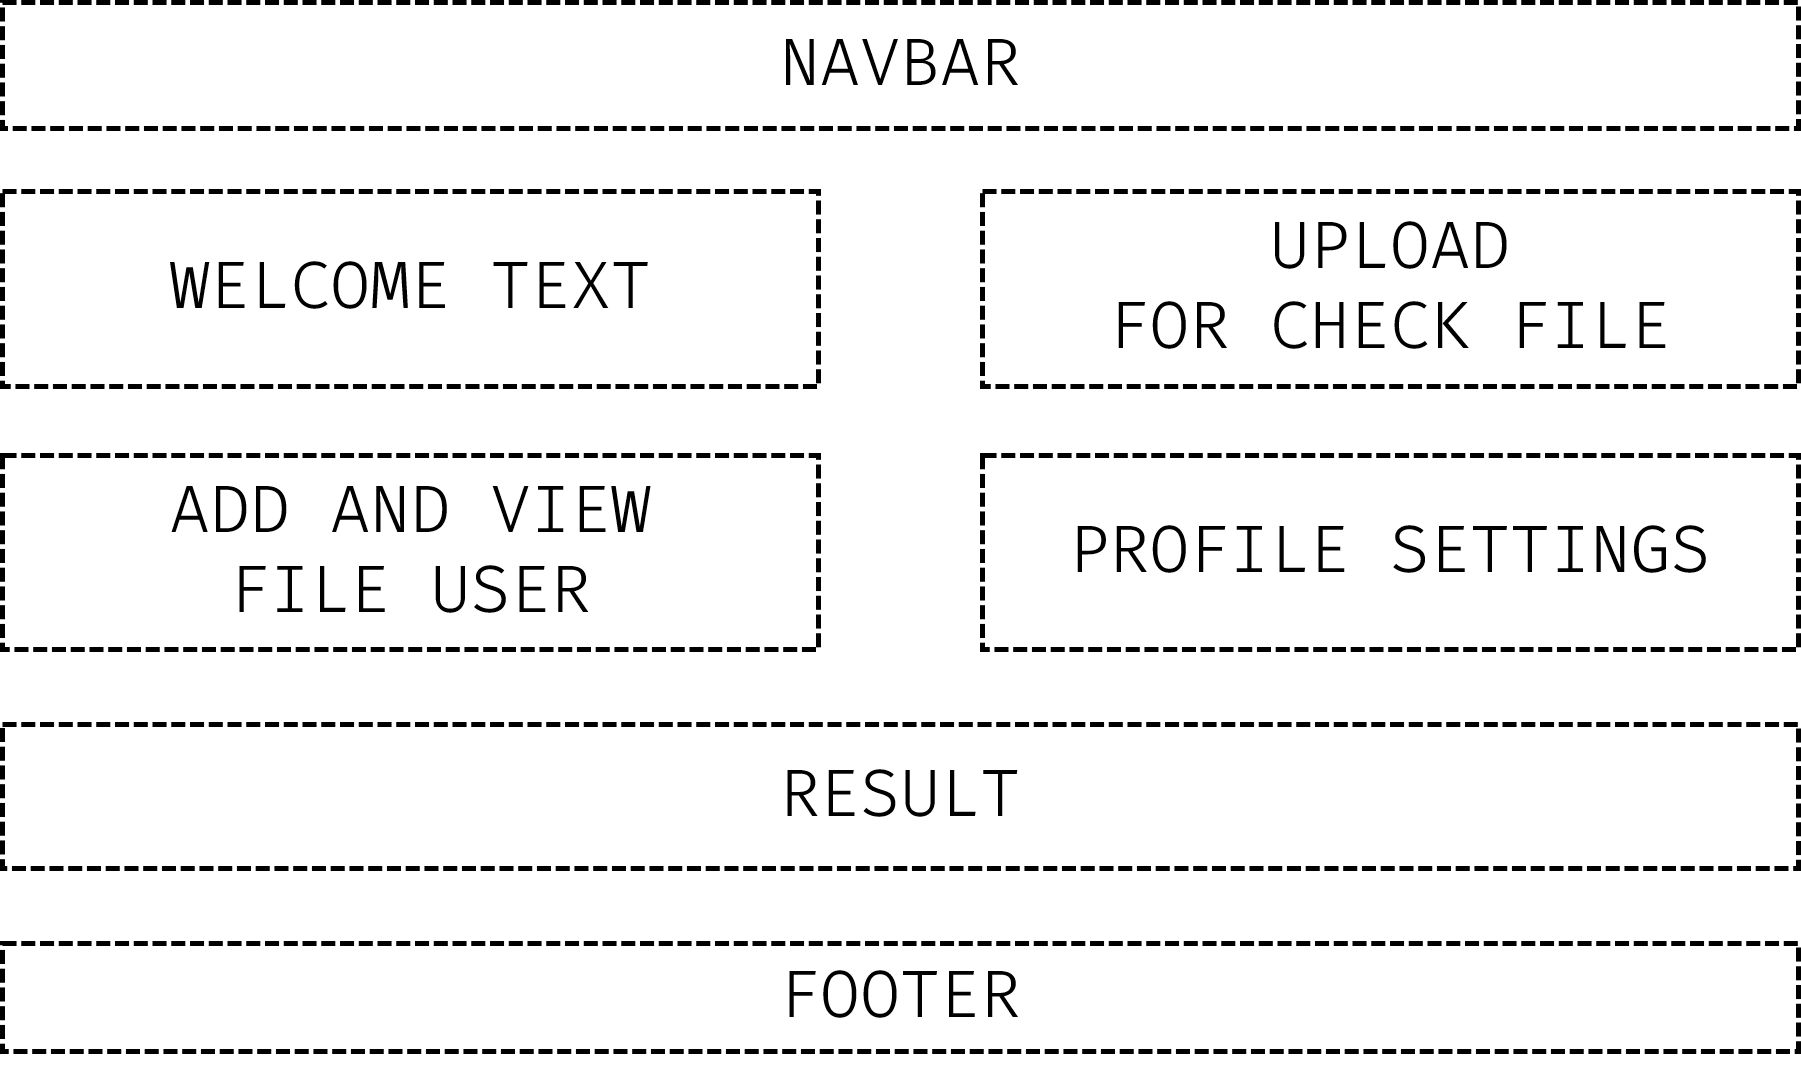 NAVBAR
WELCOME TEXT
UPLOAD
FOR CHECK FILE
ADD AND VIEW
FILE USER
PROFILE SETTINGS
RESULT
FOOTER